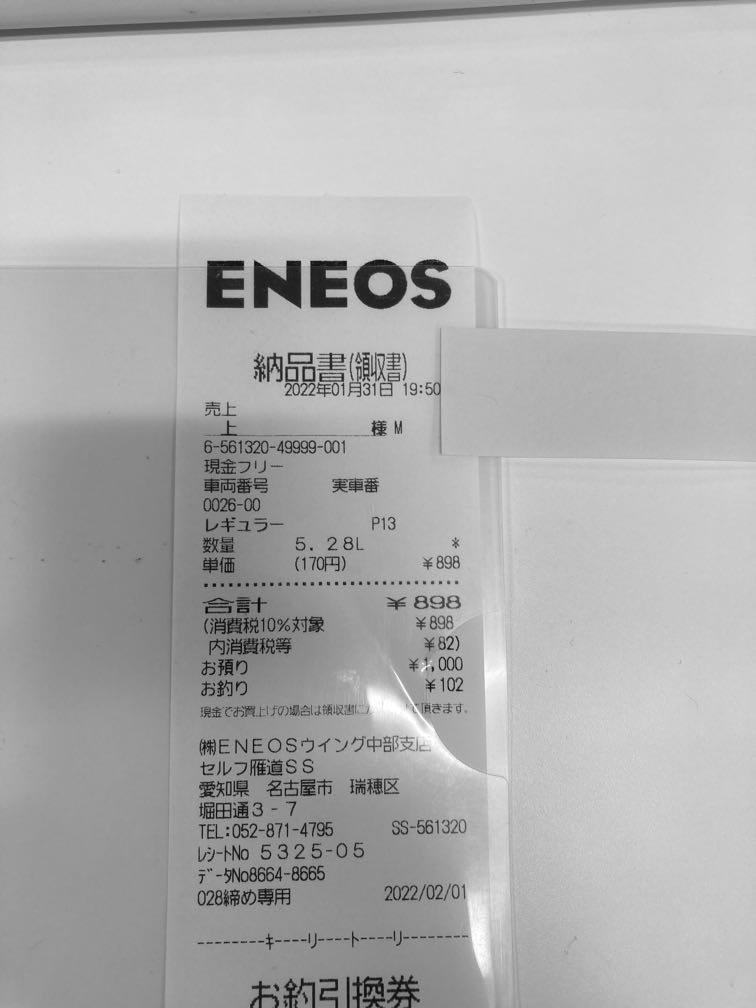 ENEOS
納品書(領収書)
2022年01月31日 19:50
売上
上 様 M
6-561320-49999-001
現金フリー
車両番号 実車番
0026-00
レギュラー P13
数量 5.28L *
単価 (170円) ¥898
合計 ¥898
(消費税10%対象 ¥898
内消費税等 ¥82)
お預り ¥1,000
お釣り ¥102
現金でお買上げの場合は領収書に て頂きます。
㈱ENEOSウイング中部支店
セルフ雁道SS
愛知県 名古屋市 瑞穂区
堀田通3-7
TEL:052-871-4795 SS-561320
レシートNo 5325-05
データNo8664-8665
028締め専用 2022/02/01
--------キ----リ----ト----リ--------
お釣引換券